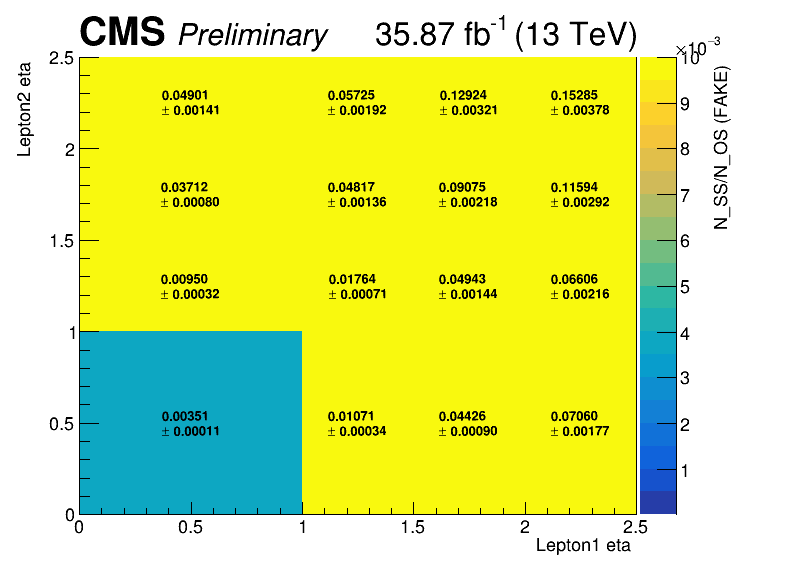 CMS Preliminary 35.87 fb⁻¹ (13 TeV)
×10⁻³
Lepton2 eta
2.5
2
1.5
1
0.5
0
0.04901 0.05725 0.12924 0.15285
± 0.00141 ± 0.00192 ± 0.00321 ± 0.00378
0.03712 0.04817 0.09075 0.11594
± 0.00080 ± 0.00136 ± 0.00218 ± 0.00292
0.00950 0.01764 0.04943 0.06606
± 0.00032 ± 0.00071 ± 0.00144 ± 0.00216
0.00351 0.01071 0.04426 0.07060
± 0.00011 ± 0.00034 ± 0.00090 ± 0.00177
0 0.5 1 1.5 2 2.5
Lepton1 eta
10
9
8
7
6
5
4
3
2
1
N_SS/N_OS (FAKE)